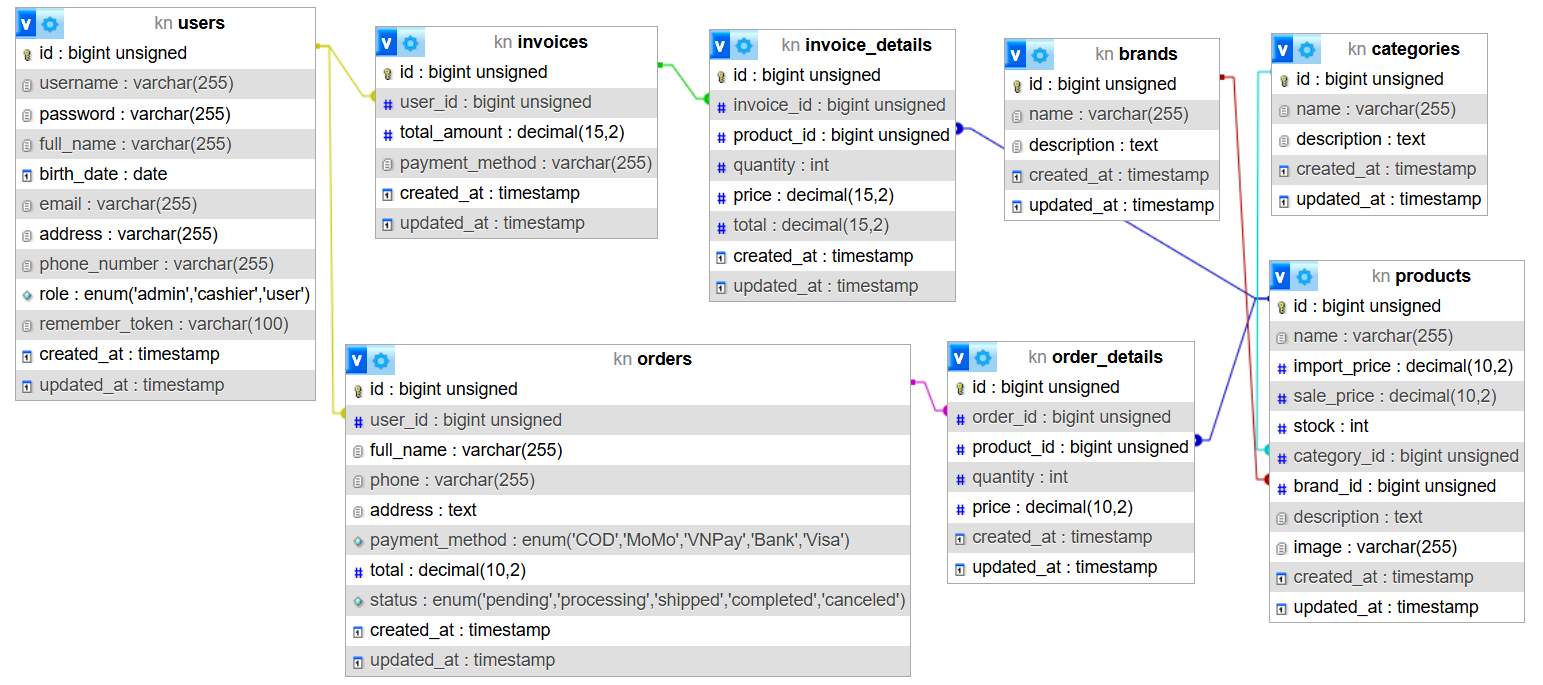 kn users
id : bigint unsigned
username : varchar(255)
password : varchar(255)
full_name : varchar(255)
birth_date : date
email : varchar(255)
address : varchar(255)
phone_number : varchar(255)
role : enum('admin','cashier','user')
remember_token : varchar(100)
created_at : timestamp
updated_at : timestamp
kn invoices
id : bigint unsigned
user_id : bigint unsigned
total_amount : decimal(15,2)
payment_method : varchar(255)
created_at : timestamp
updated_at : timestamp
kn invoice_details
id : bigint unsigned
invoice_id : bigint unsigned
product_id : bigint unsigned
quantity : int
price : decimal(15,2)
total : decimal(15,2)
created_at : timestamp
updated_at : timestamp
kn brands
id : bigint unsigned
name : varchar(255)
description : text
created_at : timestamp
updated_at : timestamp
kn categories
id : bigint unsigned
name : varchar(255)
description : text
created_at : timestamp
updated_at : timestamp
kn orders
id : bigint unsigned
user_id : bigint unsigned
full_name : varchar(255)
phone : varchar(255)
address : text
payment_method : enum('COD','MoMo','VNPay','Bank','Visa')
total : decimal(10,2)
status : enum('pending','processing','shipped','completed','canceled')
created_at : timestamp
updated_at : timestamp
kn order_details
id : bigint unsigned
order_id : bigint unsigned
product_id : bigint unsigned
quantity : int
price : decimal(10,2)
created_at : timestamp
updated_at : timestamp
kn products
id : bigint unsigned
name : varchar(255)
import_price : decimal(10,2)
sale_price : decimal(10,2)
stock : int
category_id : bigint unsigned
brand_id : bigint unsigned
description : text
image : varchar(255)
created_at : timestamp
updated_at : timestamp